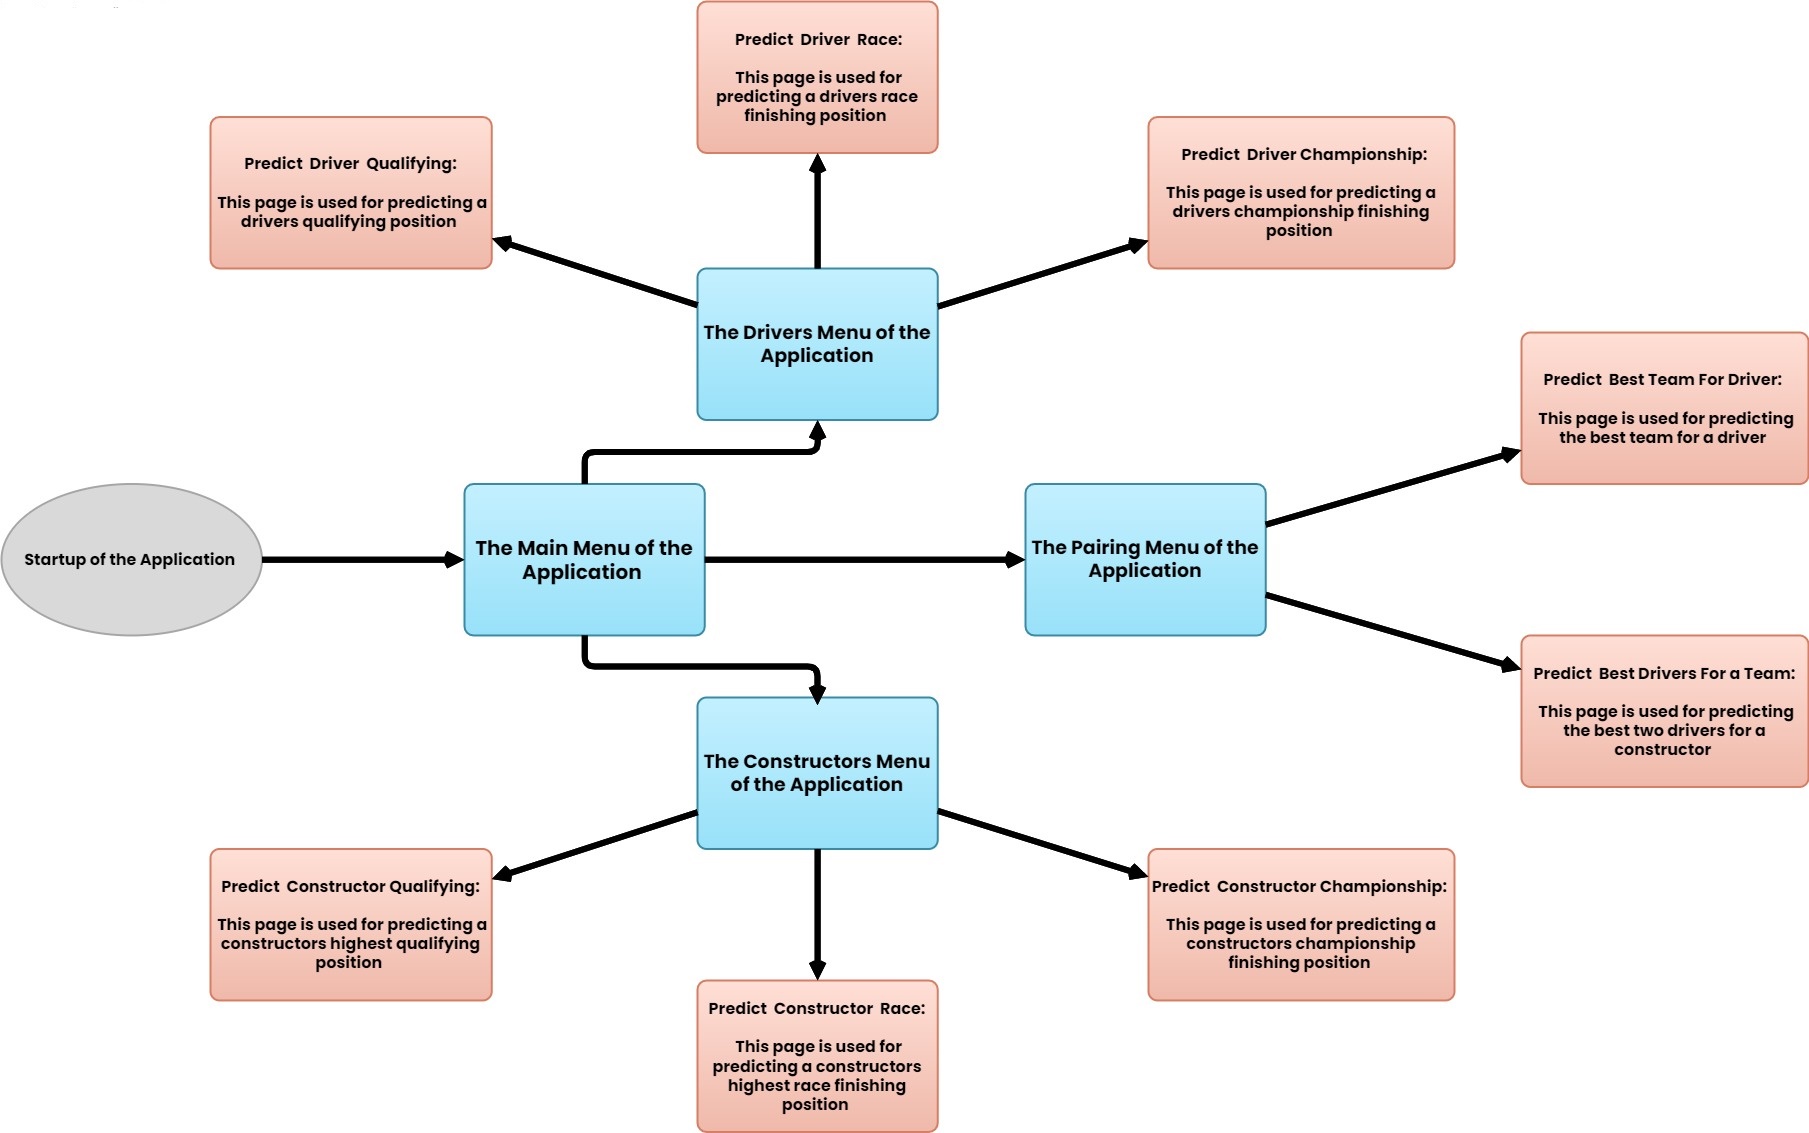 Predict Driver Race:
This page is used for
predicting a drivers race
finishing position
Predict Driver Qualifying:
This page is used for predicting a
drivers qualifying position
Predict Driver Championship:
This page is used for predicting a
drivers championship finishing
position
The Drivers Menu of the
Application
Predict Best Team For Driver:
This page is used for predicting
the best team for a driver
Startup of the Application
The Main Menu of the
Application
The Pairing Menu of the
Application
Predict Best Drivers For a Team:
This page is used for predicting
the best two drivers for a
constructor
The Constructors Menu
of the Application
Predict Constructor Qualifying:
This page is used for predicting a
constructors highest qualifying
position
Predict Constructor Championship:
This page is used for predicting a
constructors championship
finishing position
Predict Constructor Race:
This page is used for
predicting a constructors
highest race finishing
position